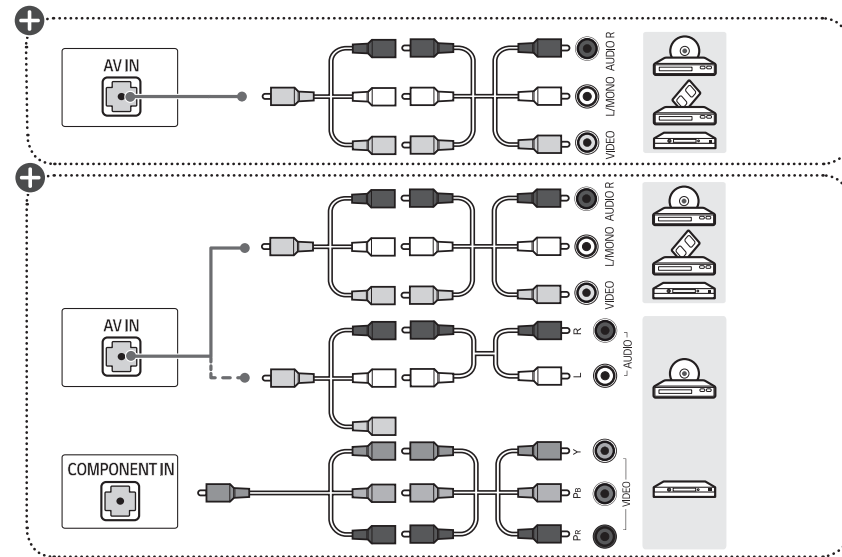 AV IN
AUDIO R
L/MONO
VIDEO
AUDIO R
L/MONO
VIDEO
AV IN
R
L
AUDIO
COMPONENT IN
Y
PB
PR
VIDEO